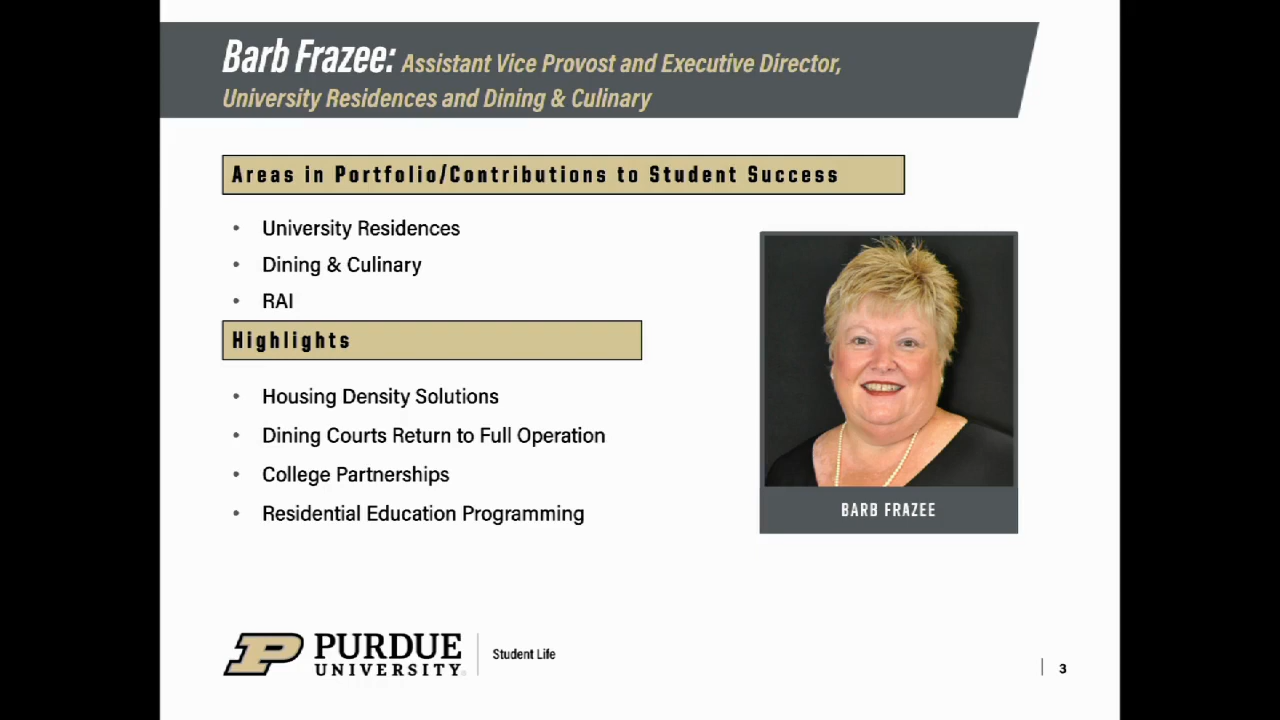 Barb Frazee: Assistant Vice Provost and Executive Director,
University Residences and Dining & Culinary
Areas in Portfolio/Contributions to Student Success
• University Residences
• Dining & Culinary
• RAI
Highlights
• Housing Density Solutions
• Dining Courts Return to Full Operation
• College Partnerships
• Residential Education Programming
BARB FRAZEE
P PURDUE
UNIVERSITY®
Student Life
3